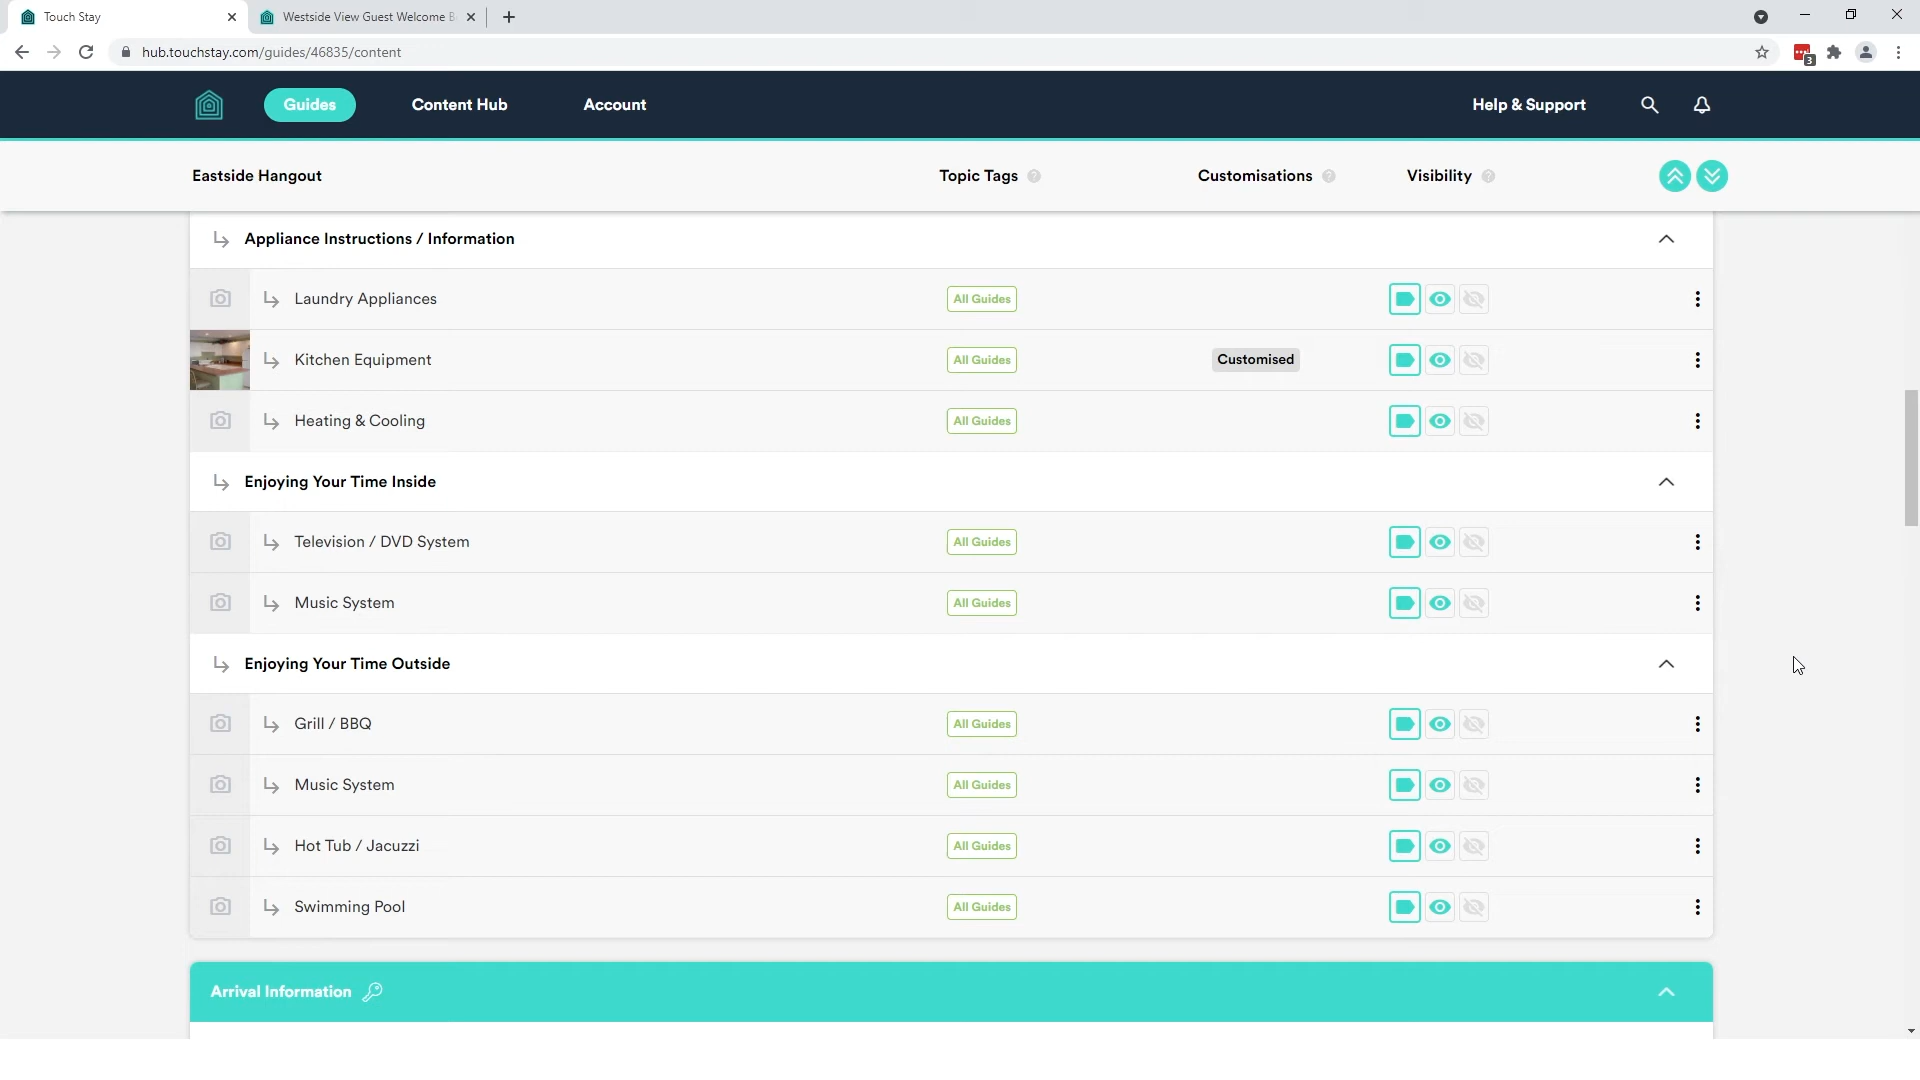 Touch Stay
Westside View Guest Welcome B
hub.touchstay.com/guides/46835/content
3
Guides
Content Hub
Account
Help & Support
Eastside Hangout
Topic Tags ?
Customisations ?
Visibility ?
Appliance Instructions / Information
Laundry Appliances
All Guides
Kitchen Equipment
All Guides
Customised
Heating & Cooling
All Guides
Enjoying Your Time Inside
Television / DVD System
All Guides
Music System
All Guides
Enjoying Your Time Outside
Grill / BBQ
All Guides
Music System
All Guides
Hot Tub / Jacuzzi
All Guides
Swimming Pool
All Guides
Arrival Information